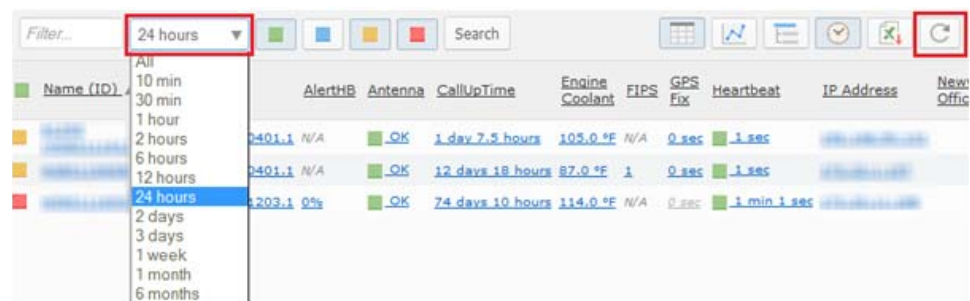 Filter... 24 hours Search
Name (ID) AlertHB Antenna CallUpTime Engine Coolant FIPS GPS Fix Heartbeat IP Address New Offic
All
10 min
30 min
1 hour
2 hours
6 hours
12 hours
24 hours
2 days
3 days
1 week
1 month
6 months
0401.1 N/A OK 1 day 7.5 hours 105.0 °F N/A 0 sec 1 sec
0401.1 N/A OK 12 days 18 hours 87.0 °F 1 0 sec 1 sec
1203.1 0% OK 74 days 10 hours 114.0 °F N/A 0 sec 1 min 1 sec